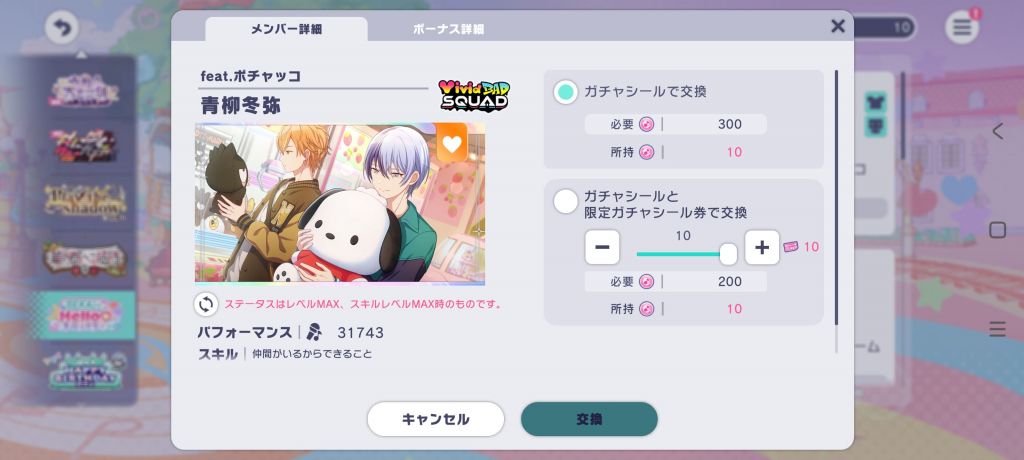 メンバー詳細
ボーナス詳細
10
feat.ポチャッコ
青柳冬弥
Vivid BAD
SQUAD
ステータスはレベルMAX、スキルレベルMAX時のものです。
パフォーマンス 31743
スキル 仲間がいるからできること
ガチャシールで交換
必要 300
所持 10
ガチャシールと
限定ガチャシール券で交換
10
10
必要 200
所持 10
キャンセル
交換
Hello
HAPPY
BIRTHDAY